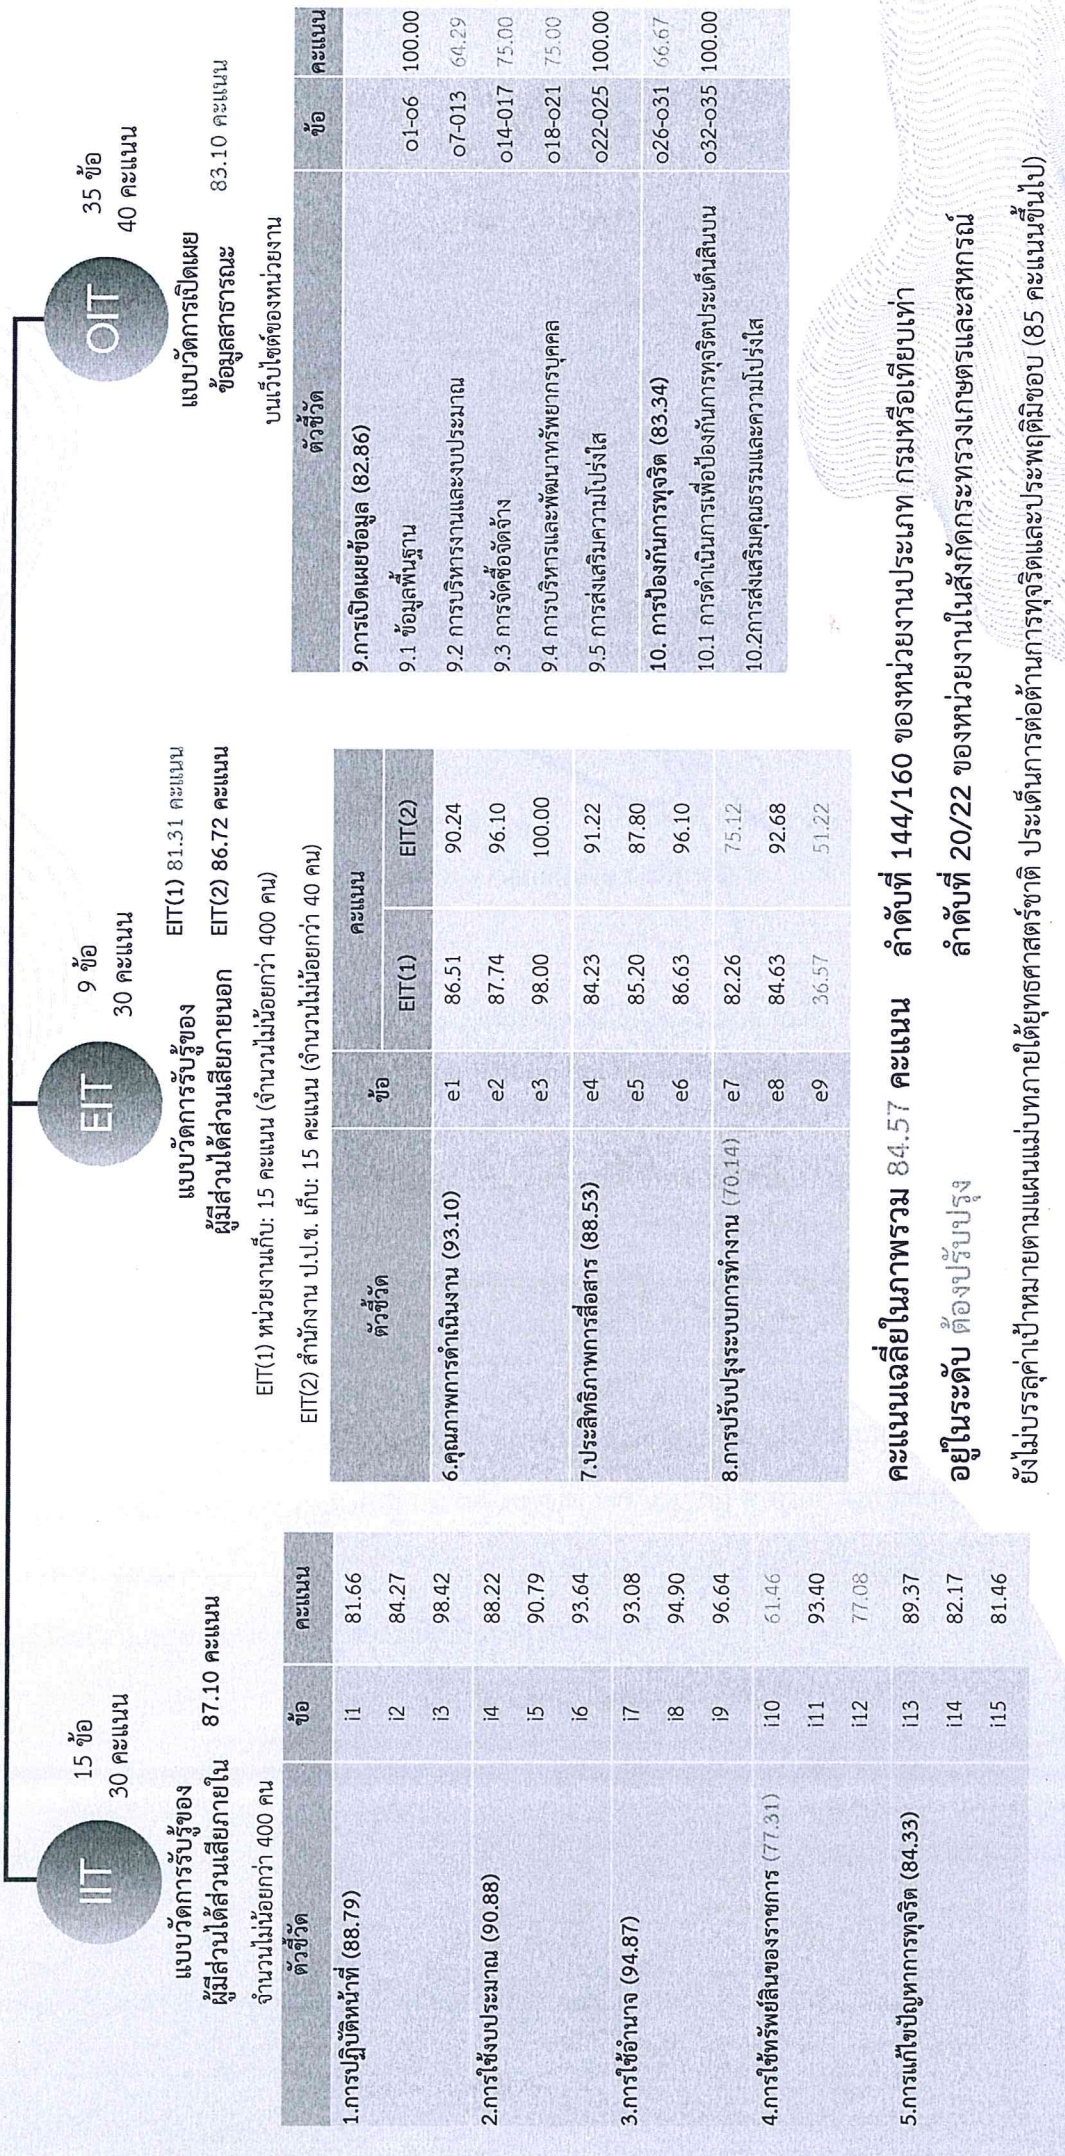 IIT
15 ข้อ
30 คะแนน
แบบวัดการรับรู้ของ
ผู้มีส่วนได้ส่วนเสียภายใน 87.10 คะแนน
จำนวนไม่น้อยกว่า 400 คน
ตัวชี้วัด ข้อ คะแนน
1.การปฏิบัติหน้าที่ (88.79) i1 81.66
i2 84.27
i3 98.42
2.การใช้งบประมาณ (90.88) i4 88.22
i5 90.79
i6 93.64
3.การใช้อำนาจ (94.87) i7 93.08
i8 94.90
i9 96.64
4.การใช้ทรัพย์สินของราชการ (77.31) i10 61.46
i11 93.40
i12 77.08
5.การแก้ไขปัญหาการทุจริต (84.33) i13 89.37
i14 82.17
i15 81.46
EIT
9 ข้อ
30 คะแนน
แบบวัดการรับรู้ของ EIT(1) 81.31 คะแนน
ผู้มีส่วนได้ส่วนเสียภายนอก EIT(2) 86.72 คะแนน
EIT(1) หน่วยงานเก็บ: 15 คะแนน (จำนวนไม่น้อยกว่า 400 คน)
EIT(2) สำนักงาน ป.ป.ช. เก็บ: 15 คะแนน (จำนวนไม่น้อยกว่า 40 คน)
ตัวชี้วัด ข้อ คะแนน
EIT(1) EIT(2)
6.คุณภาพการดำเนินงาน (93.10) e1 86.51 90.24
e2 87.74 96.10
e3 98.00 100.00
7.ประสิทธิภาพการสื่อสาร (88.53) e4 84.23 91.22
e5 85.20 87.80
e6 86.63 96.10
8.การปรับปรุงระบบการทำงาน (70.14) e7 82.26 75.12
e8 84.63 92.68
e9 36.57 51.22
OIT
35 ข้อ
40 คะแนน
แบบวัดการเปิดเผย
ข้อมูลสาธารณะ 83.10 คะแนน
บนเว็บไซต์ของหน่วยงาน
ตัวชี้วัด ข้อ คะแนน
9.การเปิดเผยข้อมูล (82.86)
9.1 ข้อมูลพื้นฐาน o1-o6 100.00
9.2 การบริหารงานและงบประมาณ o7-013 64.29
9.3 การจัดซื้อจัดจ้าง o14-017 75.00
9.4 การบริหารและพัฒนาทรัพยากรบุคคล o18-o21 75.00
9.5 การส่งเสริมความโปร่งใส o22-025 100.00
10. การป้องกันการทุจริต (83.34) o26-o31 66.67
10.1 การดำเนินการเพื่อป้องกันการทุจริตประเด็นสินบน o32-o35 100.00
10.2การส่งเสริมคุณธรรมและความโปร่งใส
คะแนนเฉลี่ยในภาพรวม 84.57 คะแนน ลำดับที่ 144/160 ของหน่วยงานประเภท กรมหรือเทียบเท่า
อยู่ในระดับ ต้องปรับปรุง ลำดับที่ 20/22 ของหน่วยงานในสังกัดกระทรวงเกษตรและสหกรณ์
ยังไม่บรรลุค่าเป้าหมายตามแผนแม่บทภายใต้ยุทธศาสตร์ชาติ ประเด็นการต่อต้านการทุจริตและประพฤติมิชอบ (85 คะแนนขึ้นไป)